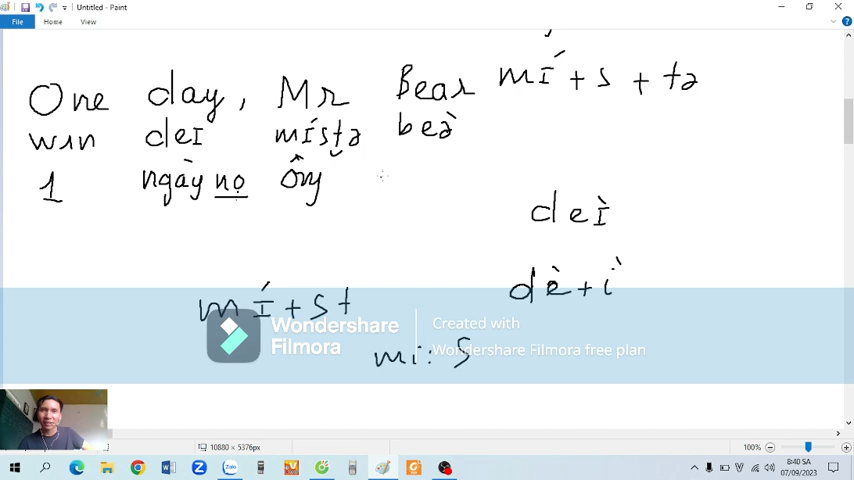 Untitled - Paint
File Home View
One day, Mr Bear mí+s + tə
win deɪ místə beə̀
1 ngày nọ ông
deɪ̀
dè+ì
mí+st
Wondershare Filmora
Created with
Wondershare Filmora free plan
mí:s
10880 × 5376px
100%
8:40 SA
07/09/2023